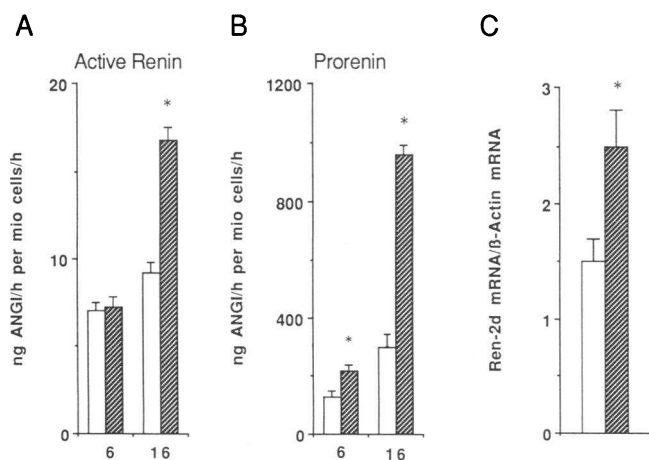 A
Active Renin
ng ANGI/h per mio cells/h
20
*
10
0
6 16
B
Prorenin
ng ANGI/h per mio cells/h
1200
*
800
400
*
0
6 16
C
Ren-2d mRNA/ß-Actin mRNA
3
*
2
1
0